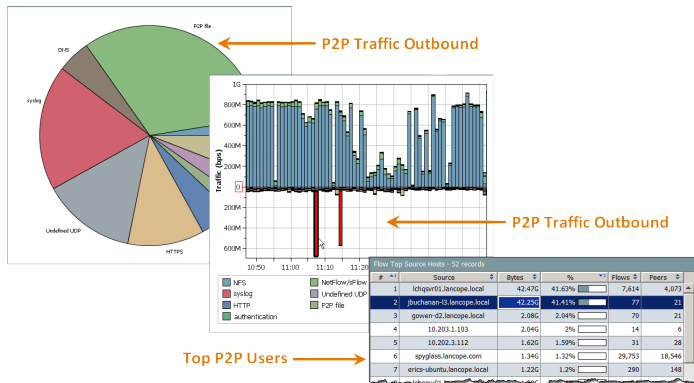 P2P file
DNS
syslog
Undefined UDP
HTTPS
P2P Traffic Outbound
1G
800M
600M
400M
200M
0
200M
400M
600M
Traffic (bps)
10:50 11:00 11:10 11:20
NFS NetFlow/sFlow
syslog Undefined UDP
HTTP P2P file
authentication
P2P Traffic Outbound
Top P2P Users
Flow Top Source Hosts - 52 records
# Source Bytes % Flows Peers
1 lchqsvr01.lancope.local 42.47G 41.63% 7,614 4,073
2 jbuchanan-l3.lancope.local 42.25G 41.41% 77 21
3 gowen-d2.lancope.local 2.08G 2.04% 70 21
4 10.203.1.103 2.04G 2% 14 6
5 10.202.3.112 1.62G 1.59% 31 28
6 spyglass.lancope.com 1.34G 1.32% 29,753 18,546
7 erics-ubuntu.lancope.local 1.22G 1.2% 290 148